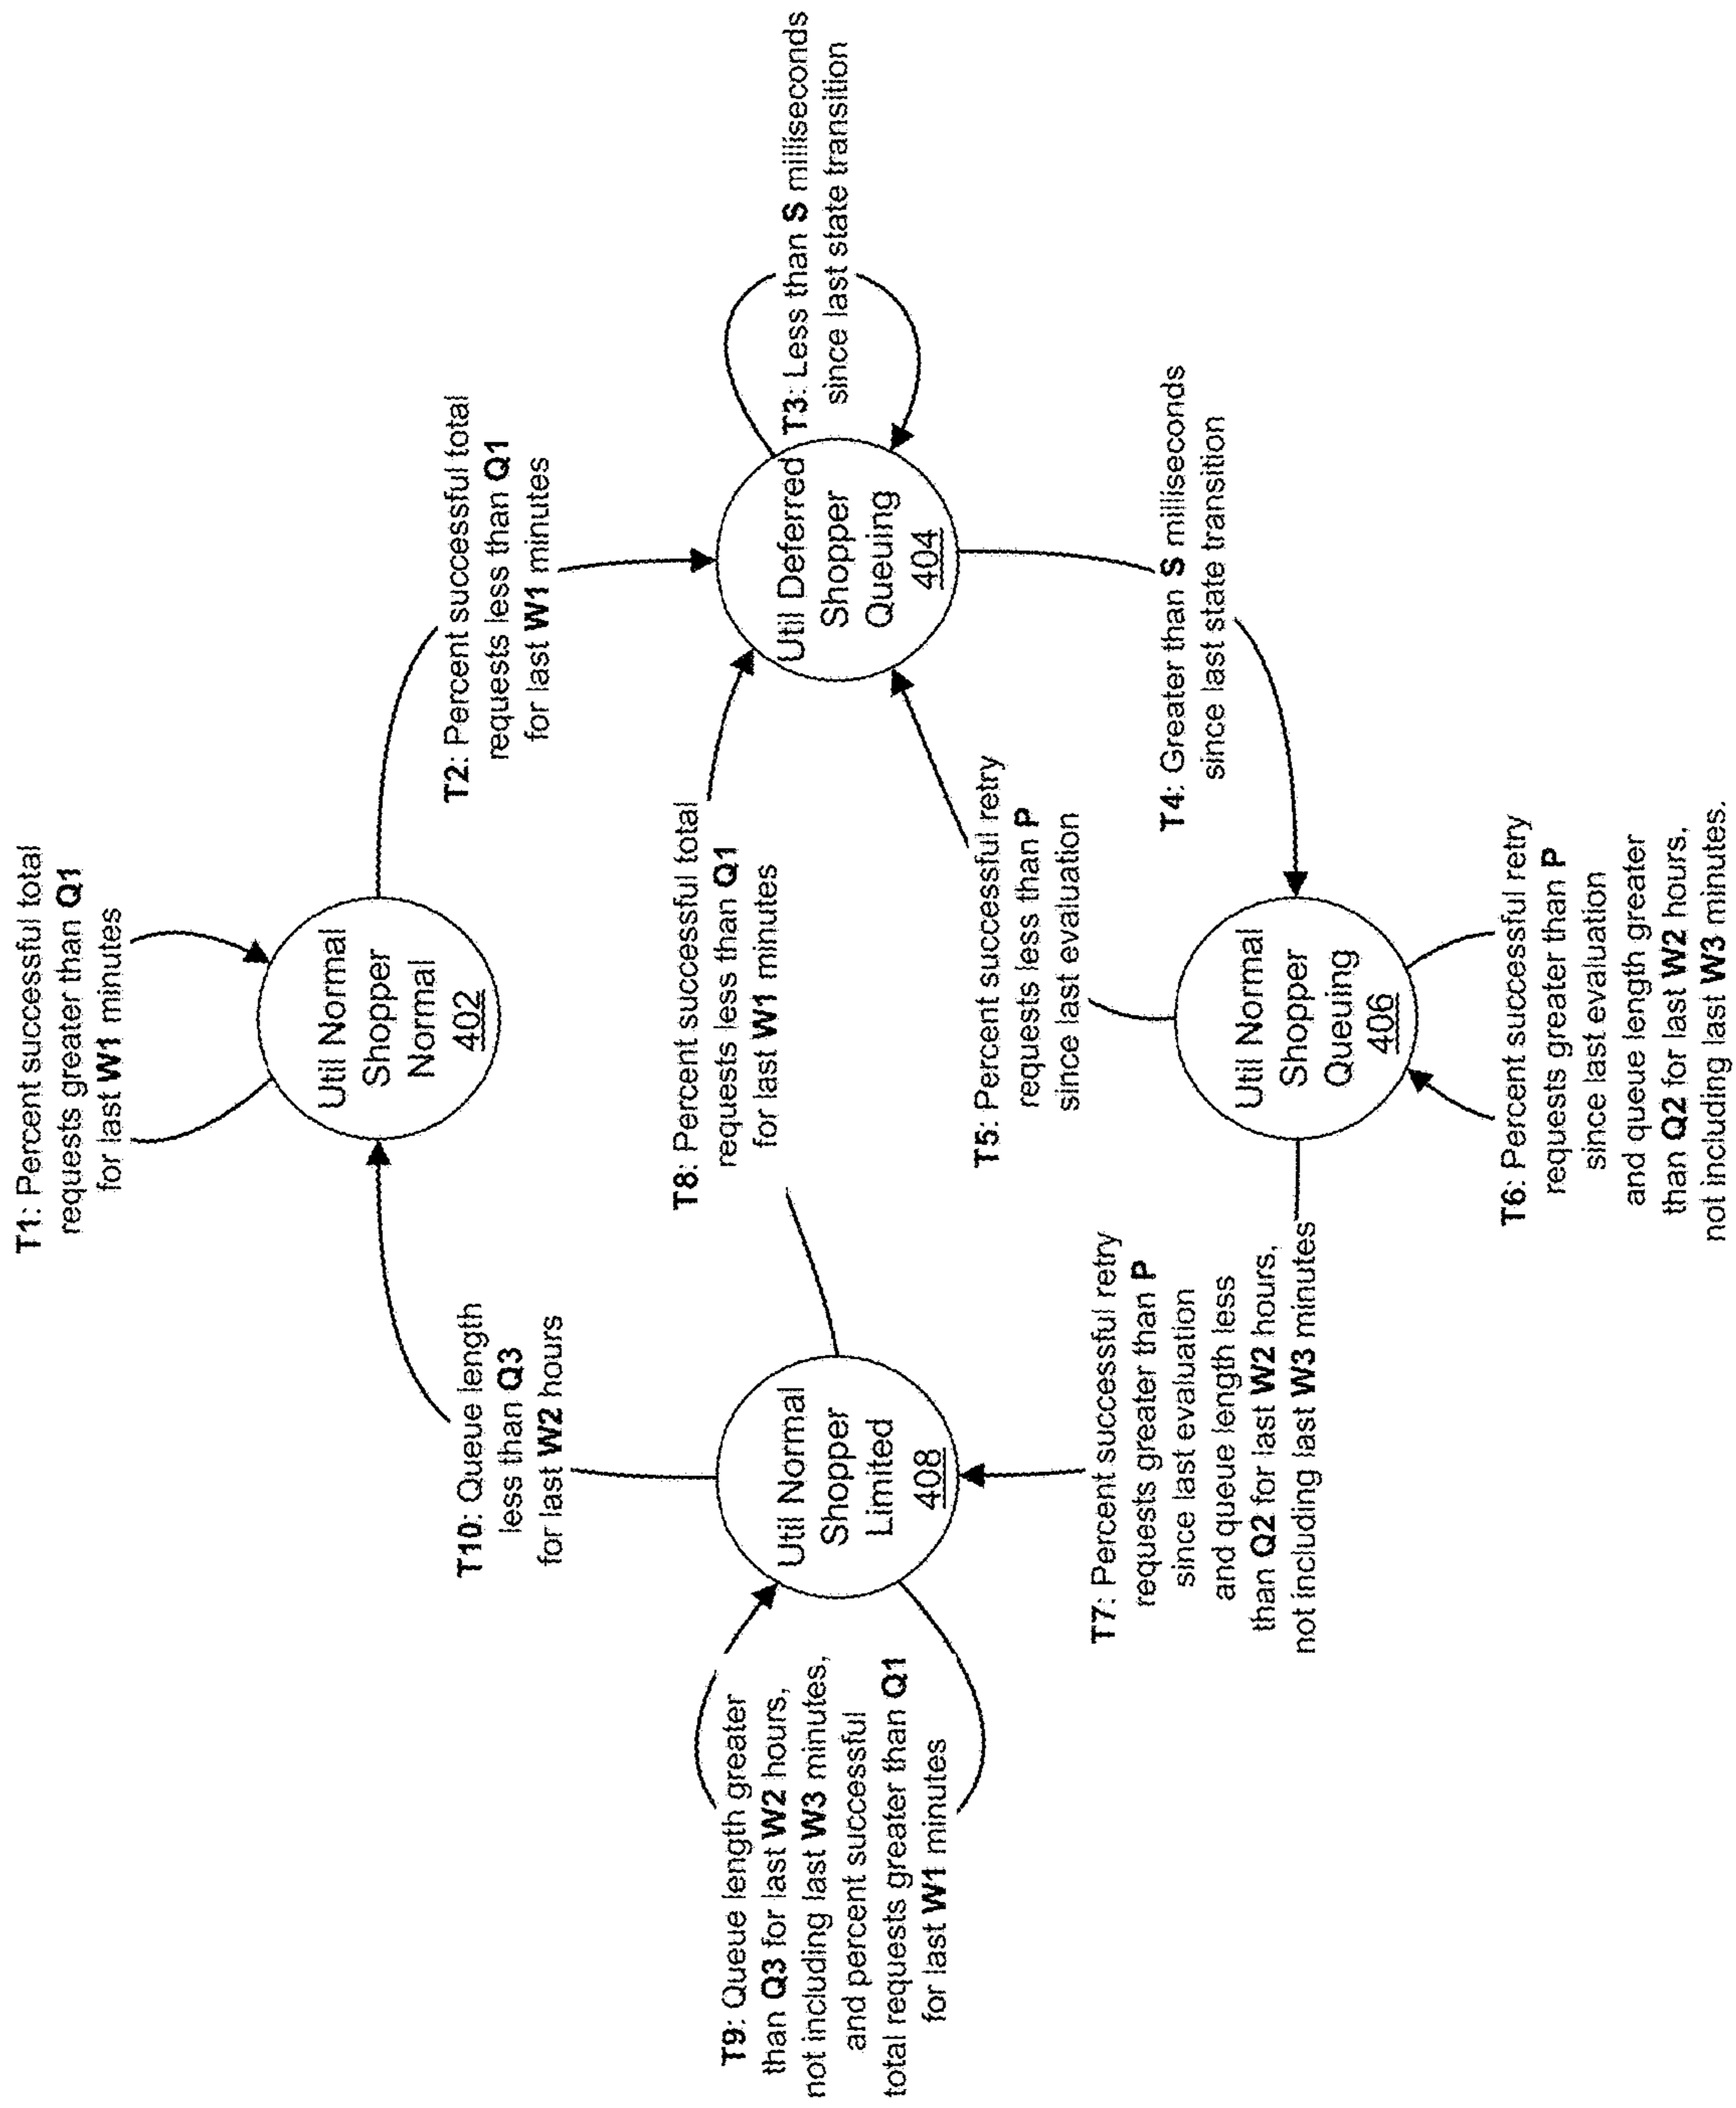 T1: Percent successful total
requests greater than Q1
for last W1 minutes
Util Normal
Shopper
Normal
402
T2: Percent successful total
requests less than Q1
for last W1 minutes
T10: Queue length
less than Q3
for last W2 hours
T8: Percent successful total
requests less than Q1
for last W1 minutes
Util Deferred
Shopper
Queuing
404
T3: Less than S milliseconds
since last state transition
T9: Queue length greater
than Q3 for last W2 hours,
not including last W3 minutes,
and percent successful
total requests greater than Q1
for last W1 minutes
Util Normal
Shopper
Limited
408
T5: Percent successful retry
requests less than P
since last evaluation
T4: Greater than S milliseconds
since last state transition
T7: Percent successful retry
requests greater than P
since last evaluation
and queue length less
than Q2 for last W2 hours,
not including last W3 minutes
Util Normal
Shopper
Queuing
406
T6: Percent successful retry
requests greater than P
since last evaluation
and queue length greater
than Q2 for last W2 hours,
not including last W3 minutes.